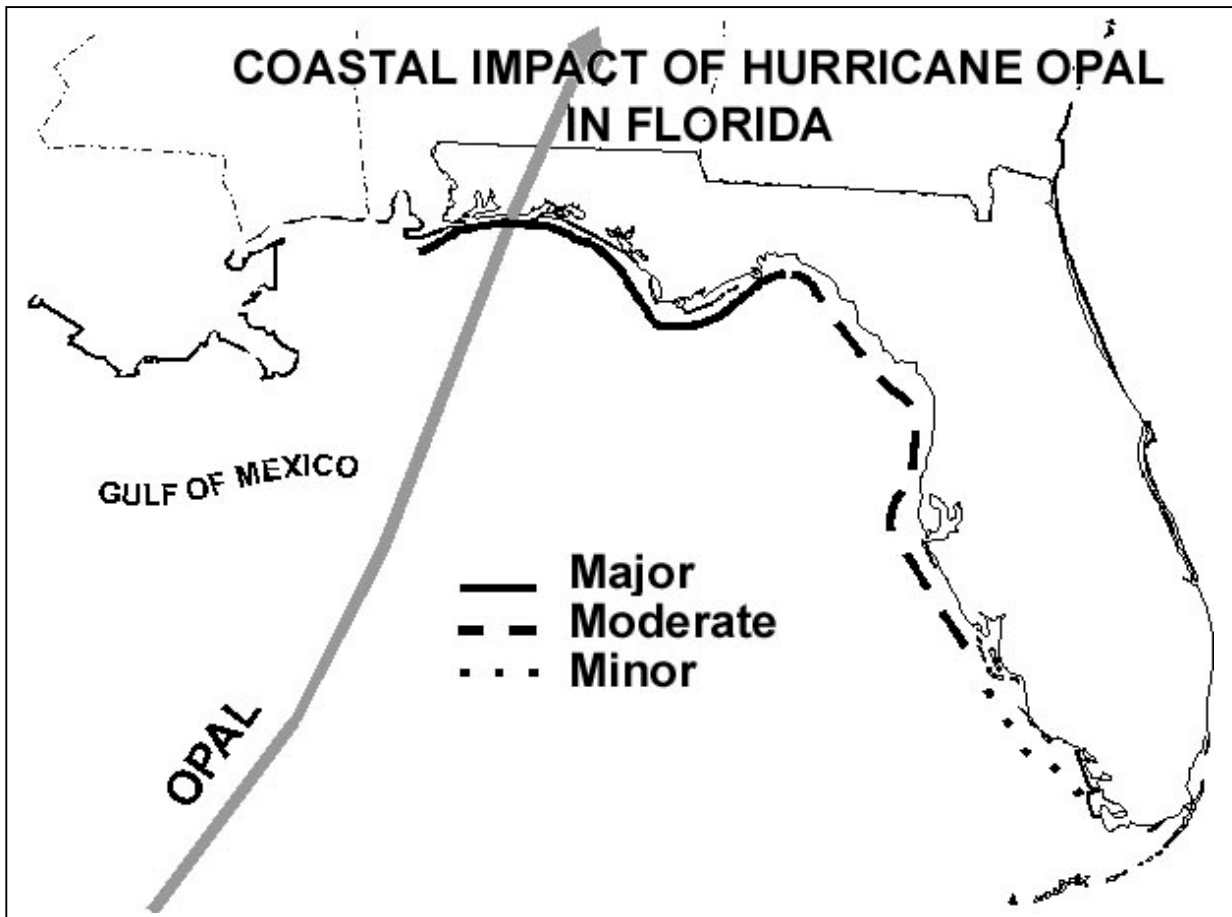 COASTAL IMPACT OF HURRICANE OPAL
IN FLORIDA
GULF OF MEXICO
Major
Moderate
Minor
OPAL